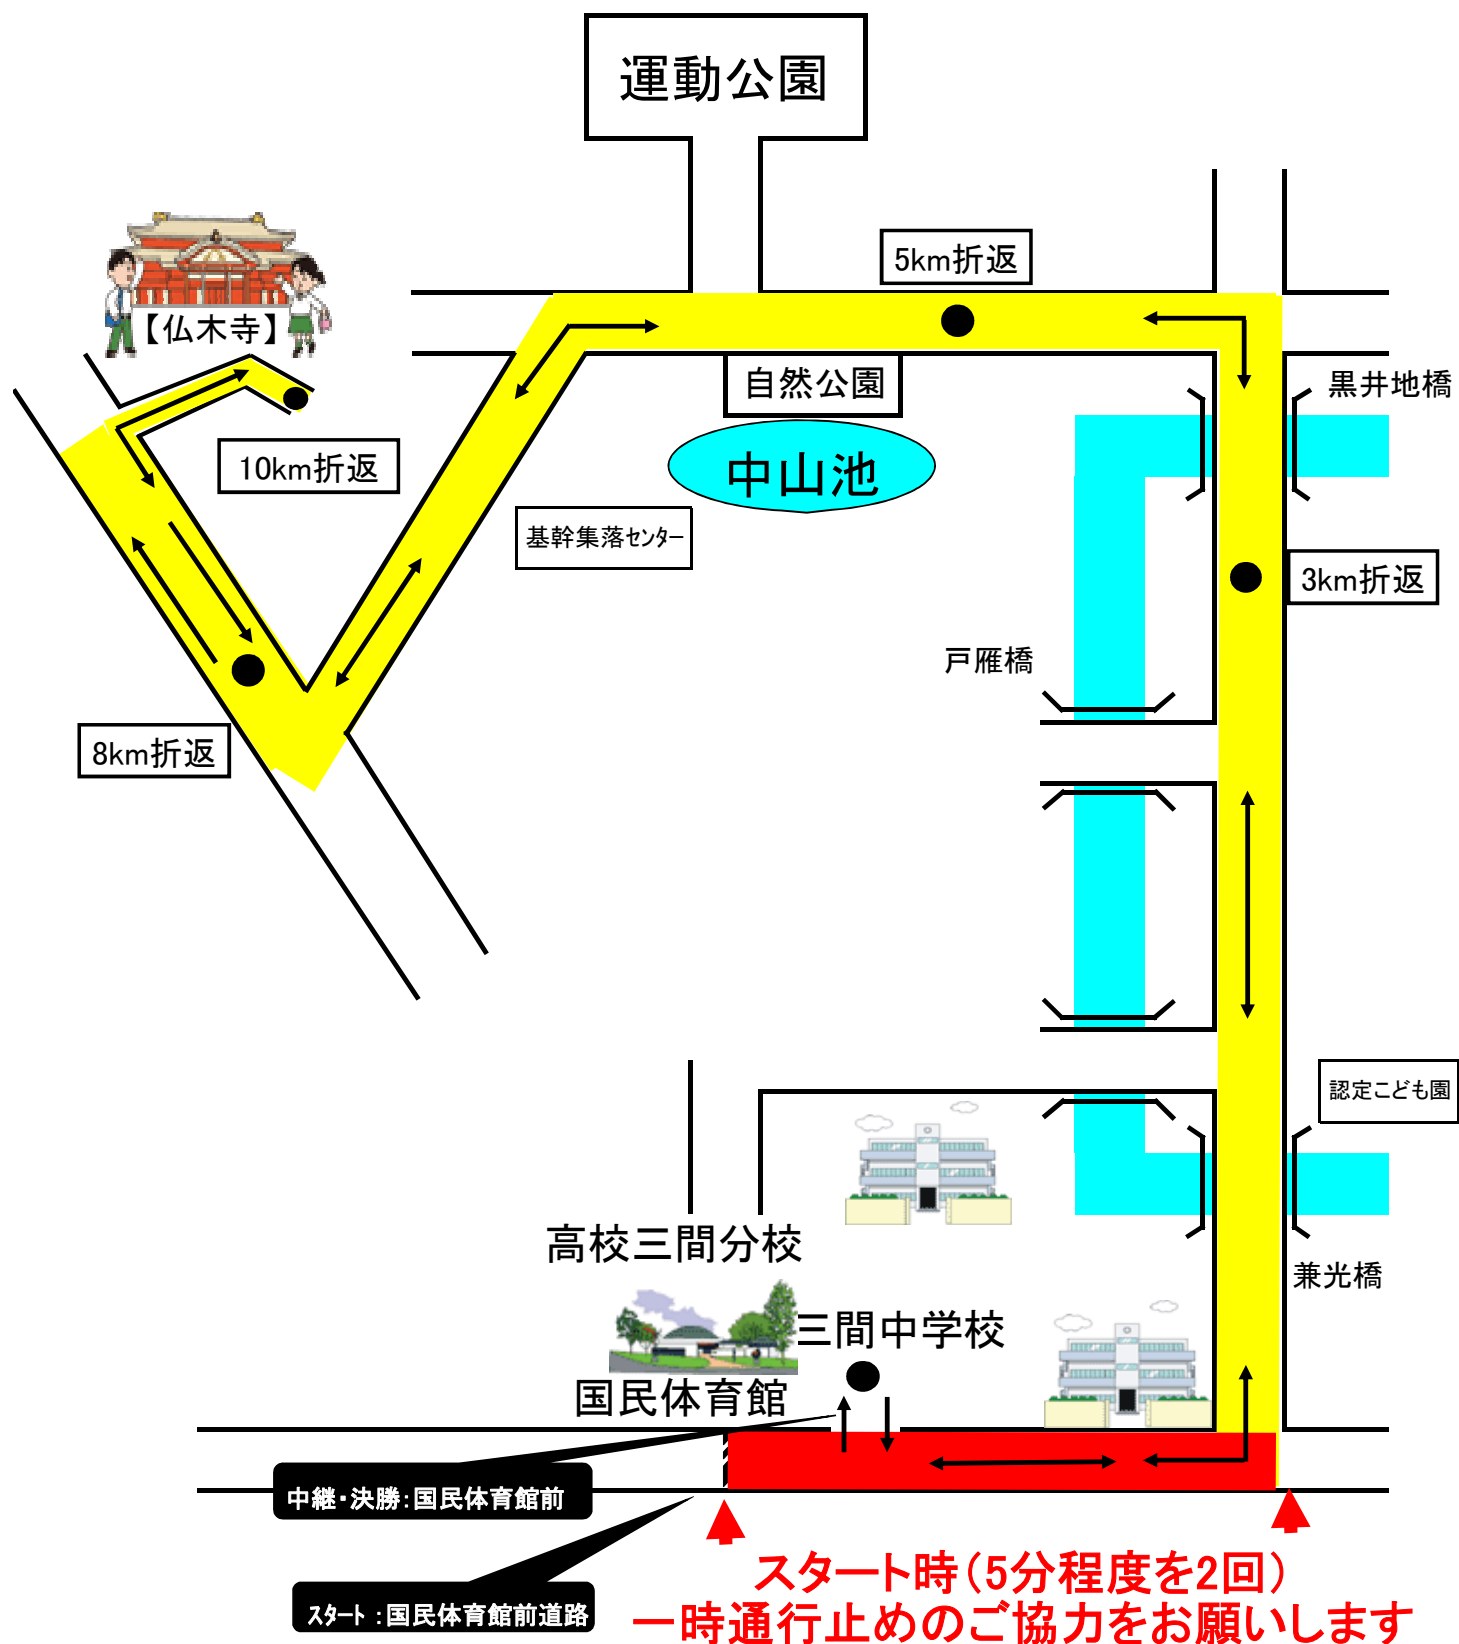 運動公園
5km折返
【仏木寺】
自然公園
黒井地橋
10km折返
中山池
基幹集落センター
3km折返
戸雁橋
8km折返
認定こども園
高校三間分校
兼光橋
三間中学校
国民体育館
中継・決勝：国民体育館前
スタート：国民体育館前道路
スタート時（5分程度を2回）
一時通行止めのご協力をお願いします